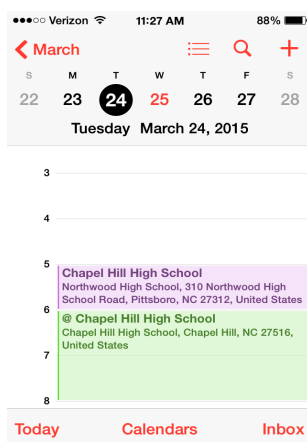 Verizon 11:27 AM 88%
March
S M T W T F S
22 23 24 25 26 27 28
Tuesday March 24, 2015
3
4
5
Chapel Hill High School
Northwood High School, 310 Northwood High
School Road, Pittsboro, NC 27312, United States
6
@ Chapel Hill High School
Chapel Hill High School, Chapel Hill, NC 27516,
United States
7
8
Today Calendars Inbox